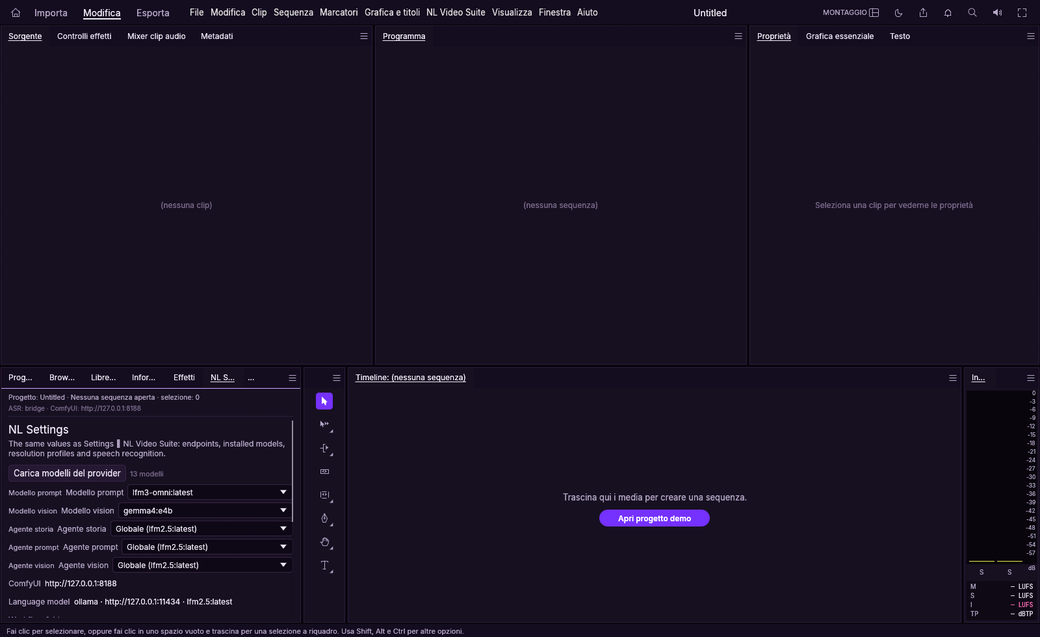 Importa Modifica Esporta File Modifica Clip Sequenza Marcatori Grafica e titoli NL Video Suite Visualizza Finestra Aiuto Untitled MONTAGGIO
Sorgente Controlli effetti Mixer clip audio Metadati
Programma
Proprietà Grafica essenziale Testo
(nessuna clip)
(nessuna sequenza)
Seleziona una clip per vederne le proprietà
Prog... Brow... Libre... Infor... Effetti NL S... ...
Progetto: Untitled · Nessuna sequenza aperta · selezione: 0
ASR: bridge · ComfyUI: http://127.0.0.1:8188
NL Settings
The same values as Settings ▯ NL Video Suite: endpoints, installed models,
resolution profiles and speech recognition.
Carica modelli del provider 13 modelli
Modello prompt Modello prompt lfm3-omni:latest
Modello vision Modello vision gemma4:e4b
Agente storia Agente storia Globale (lfm2.5:latest)
Agente prompt Agente prompt Globale (lfm2.5:latest)
Agente vision Agente vision Globale (lfm2.5:latest)
ComfyUI http://127.0.0.1:8188
Language model ollama · http://127.0.0.1:11434 · lfm2.5:latest
Timeline: (nessuna sequenza)
Trascina qui i media per creare una sequenza.
Apri progetto demo
In...
0
-3
-6
-9
-12
-15
-18
-21
-24
-27
-30
-33
-36
-39
-42
-45
-48
-51
-54
-57
dB
S S
M – LUFS
S – LUFS
I – LUFS
TP – dBTP
Fai clic per selezionare, oppure fai clic in uno spazio vuoto e trascina per una selezione a riquadro. Usa Shift, Alt e Ctrl per altre opzioni.